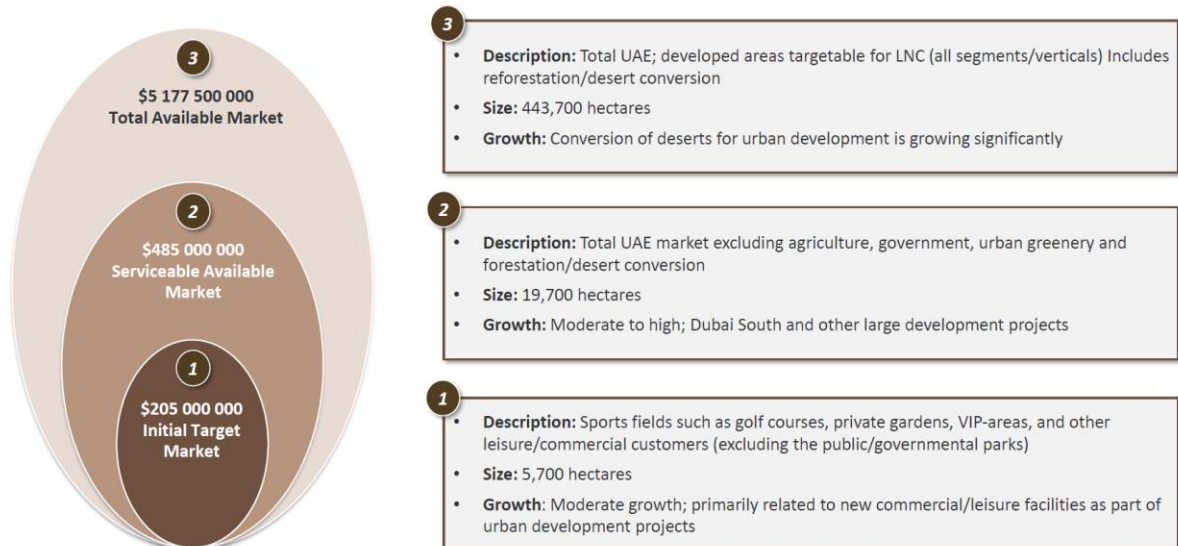 3
$5 177 500 000
Total Available Market
2
$485 000 000
Serviceable Available
Market
1
$205 000 000
Initial Target
Market
3
• Description: Total UAE; developed areas targetable for LNC (all segments/verticals) Includes
reforestation/desert conversion
• Size: 443,700 hectares
• Growth: Conversion of deserts for urban development is growing significantly
2
• Description: Total UAE market excluding agriculture, government, urban greenery and
forestation/desert conversion
• Size: 19,700 hectares
• Growth: Moderate to high; Dubai South and other large development projects
1
• Description: Sports fields such as golf courses, private gardens, VIP-areas, and other
leisure/commercial customers (excluding the public/governmental parks)
• Size: 5,700 hectares
• Growth: Moderate growth; primarily related to new commercial/leisure facilities as part of
urban development projects